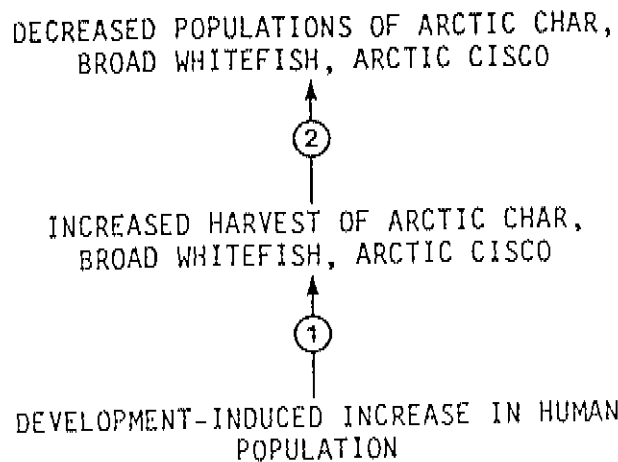 DECREASED POPULATIONS OF ARCTIC CHAR,
BROAD WHITEFISH, ARCTIC CISCO
2
INCREASED HARVEST OF ARCTIC CHAR,
BROAD WHITEFISH, ARCTIC CISCO
1
DEVELOPMENT-INDUCED INCREASE IN HUMAN
POPULATION